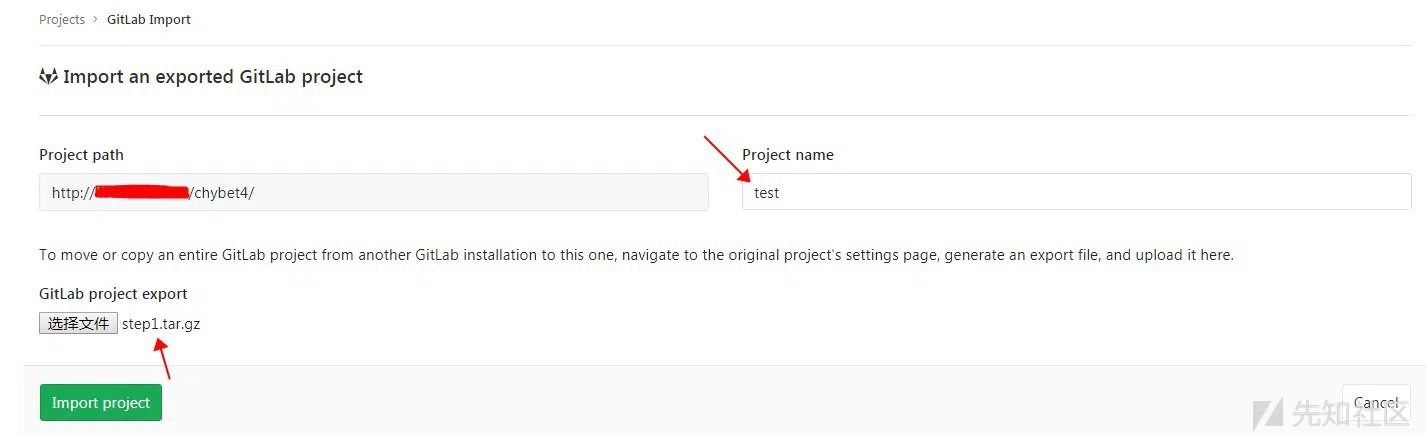 Projects › GitLab Import
Import an exported GitLab project
Project path
Project name
http:// /chybet4/
test
To move or copy an entire GitLab project from another GitLab installation to this one, navigate to the original project's settings page, generate an export file, and upload it here.
GitLab project export
选择文件 step1.tar.gz
Import project
Cancel
先知社区